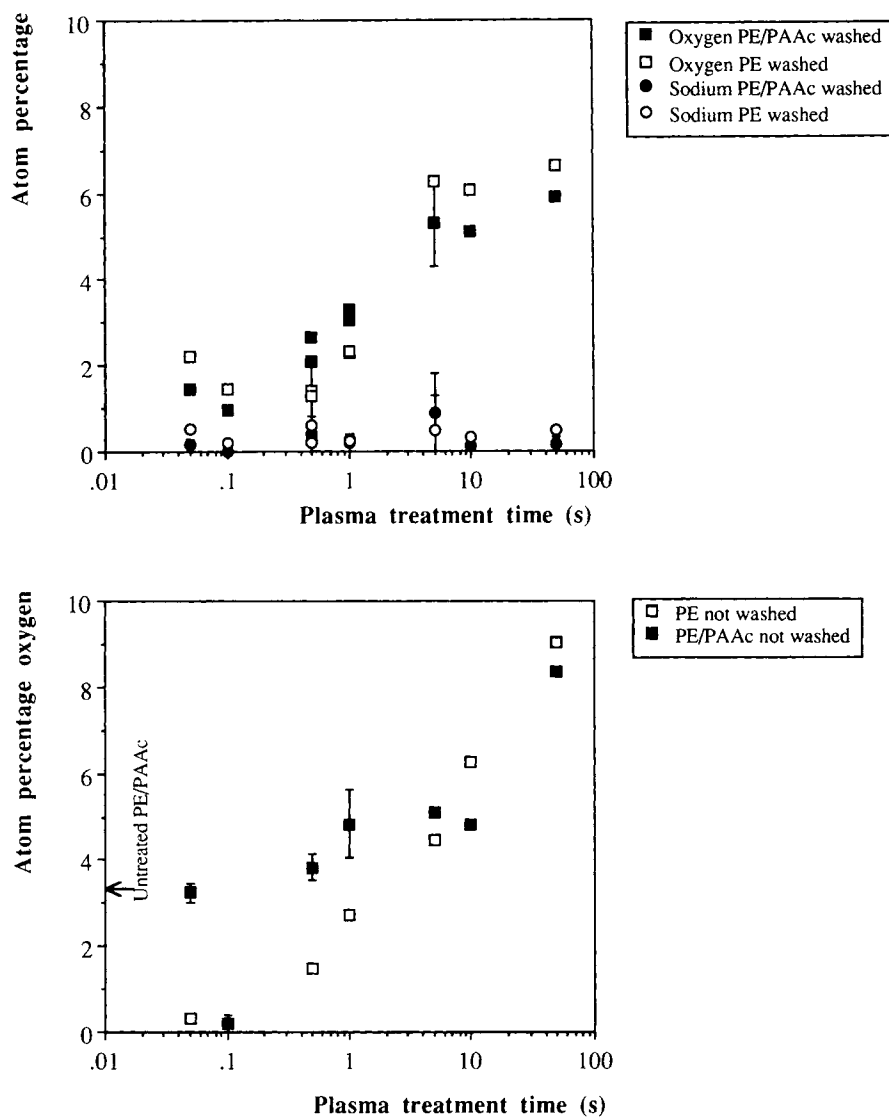 10
8
6
4
2
0
.01
.1
1
10
100
Atom percentage
Plasma treatment time (s)
Oxygen PE/PAAc washed
Oxygen PE washed
Sodium PE/PAAc washed
Sodium PE washed
10
8
6
4
2
0
.01
.1
1
10
100
Atom percentage oxygen
Untreated PE/PAAc
Plasma treatment time (s)
PE not washed
PE/PAAc not washed